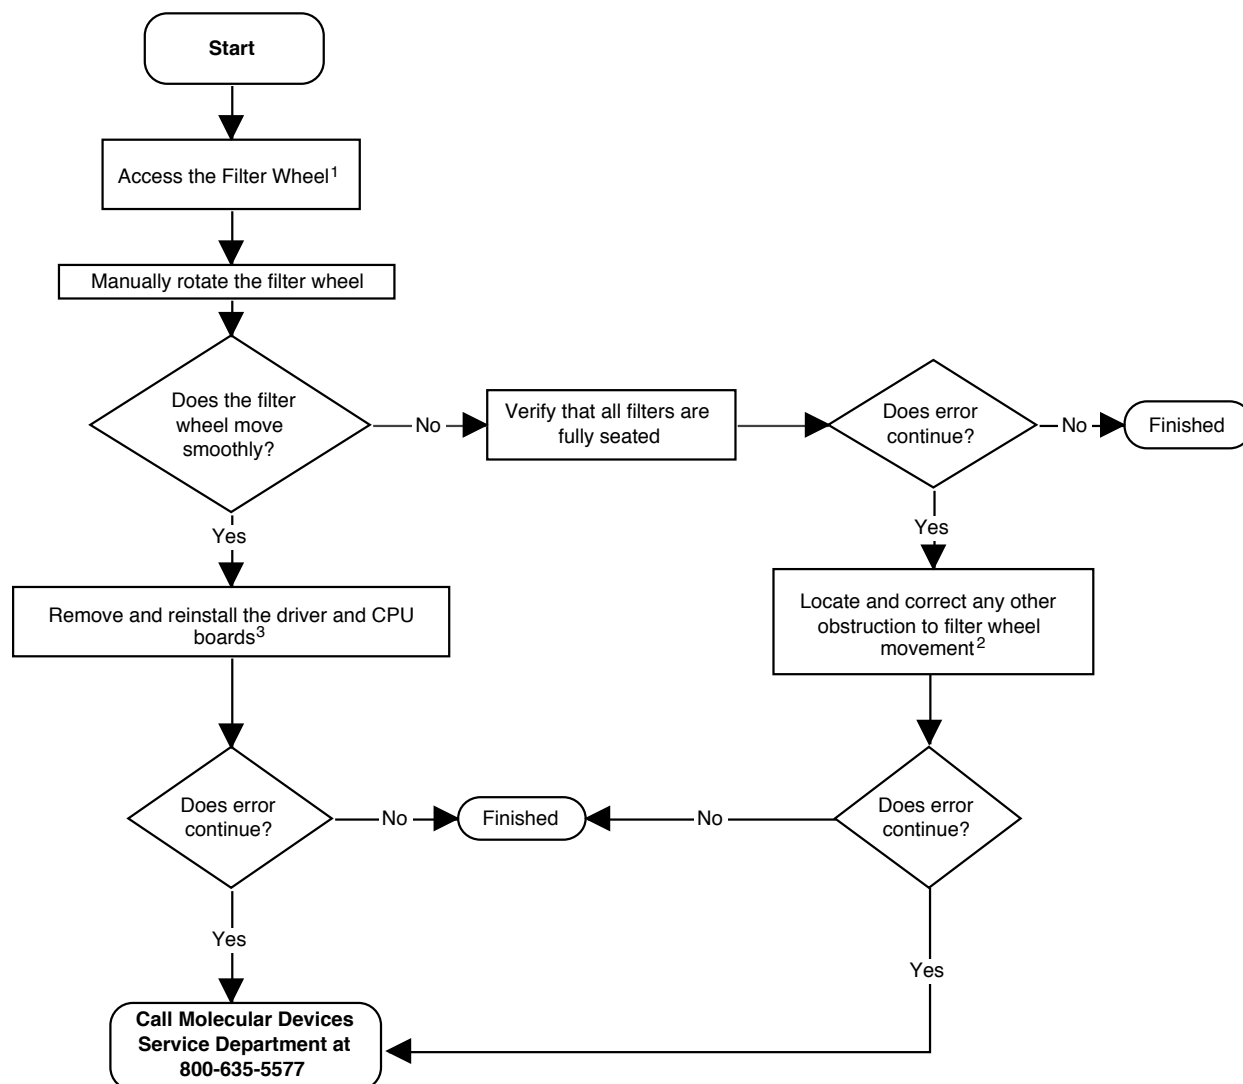 Start
Access the Filter Wheel1
Manually rotate the filter wheel
Does the filter
wheel move
smoothly?
No
Verify that all filters are
fully seated
Does error
continue?
No
Finished
Yes
Yes
Remove and reinstall the driver and CPU
boards3
Locate and correct any other
obstruction to filter wheel
movement2
Does error
continue?
No
Finished
No
Does error
continue?
Yes
Yes
Call Molecular Devices
Service Department at
800-635-5577